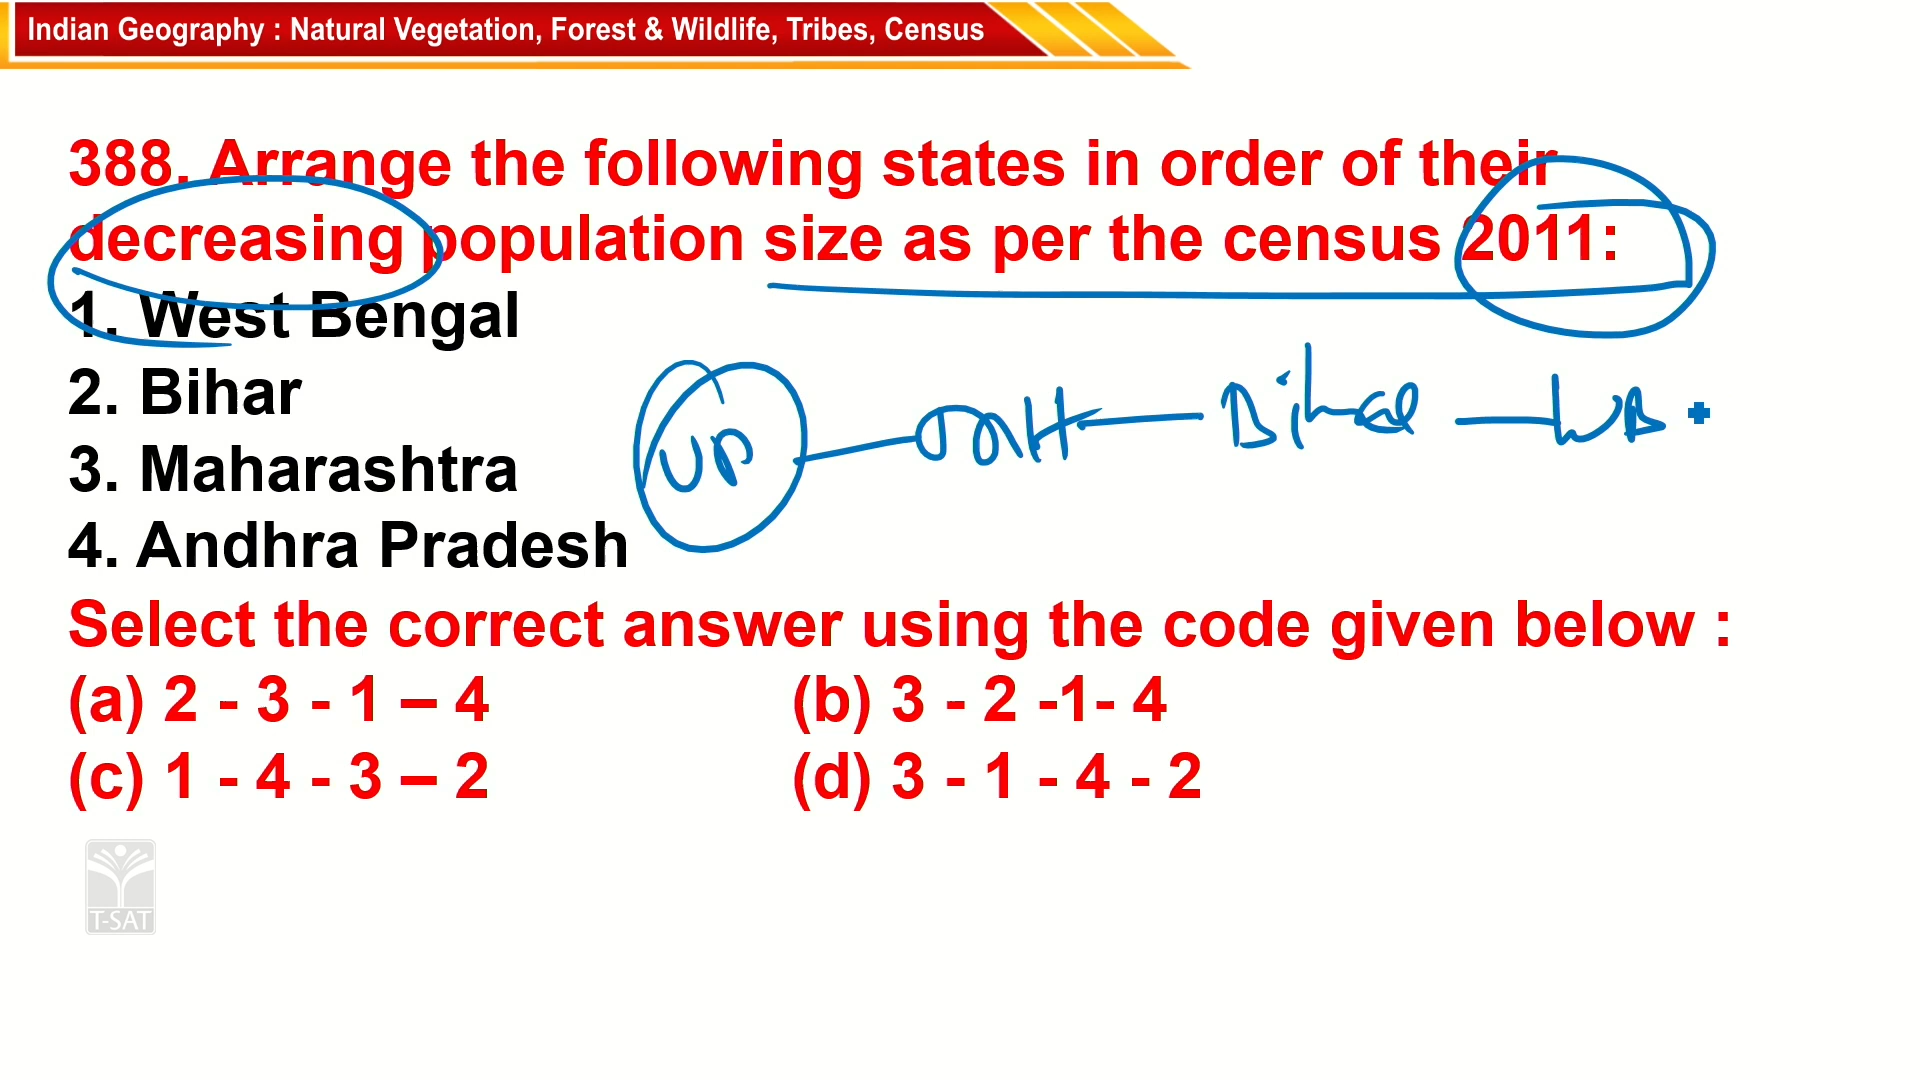 Indian Geography : Natural Vegetation, Forest & Wildlife, Tribes, Census
388. Arrange the following states in order of their
decreasing population size as per the census 2011:
1. West Bengal
2. Bihar
3. Maharashtra
4. Andhra Pradesh
UP — MH — Bihar — WB
Select the correct answer using the code given below :
(a) 2 - 3 - 1 – 4 (b) 3 - 2 -1- 4
(c) 1 - 4 - 3 – 2 (d) 3 - 1 - 4 - 2
T-SAT